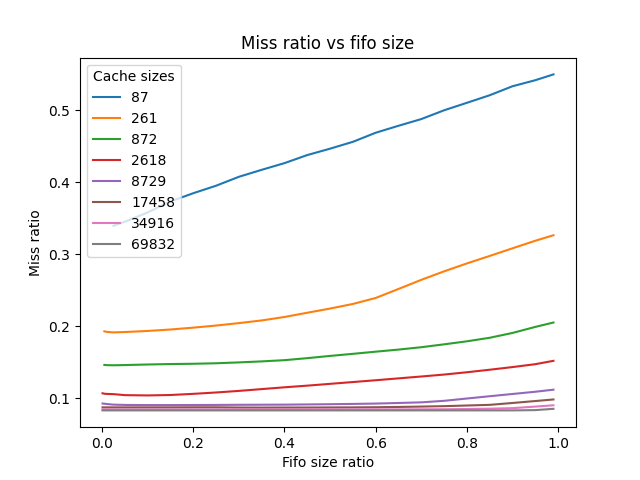 Miss ratio vs fifo size
Cache sizes
87
261
872
2618
8729
17458
34916
69832
Miss ratio
0.5
0.4
0.3
0.2
0.1
0.0 0.2 0.4 0.6 0.8 1.0
Fifo size ratio